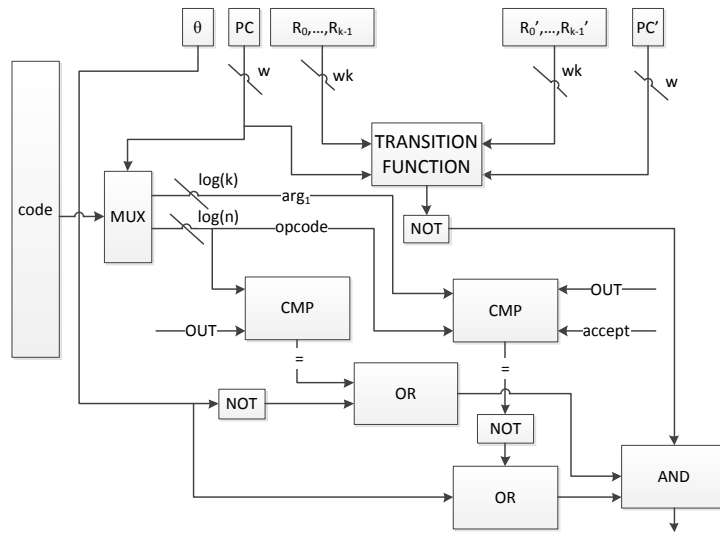 θ
PC
R₀,…,Rₖ₋₁
R₀',…,Rₖ₋₁'
PC'
w
wk
wk
w
TRANSITION
FUNCTION
code
MUX
log(k)
arg₁
log(n)
opcode
NOT
CMP
OUT
CMP
OUT
accept
=
=
NOT
OR
NOT
OR
AND